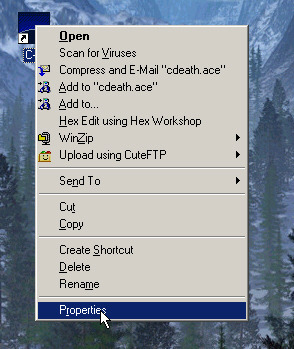 Open
Scan for Viruses
Compress and E-Mail "cdeath.ace"
Add to "cdeath.ace"
Add to...
Hex Edit using Hex Workshop
WinZip
Upload using CuteFTP
Send To
Cut
Copy
Create Shortcut
Delete
Rename
Properties